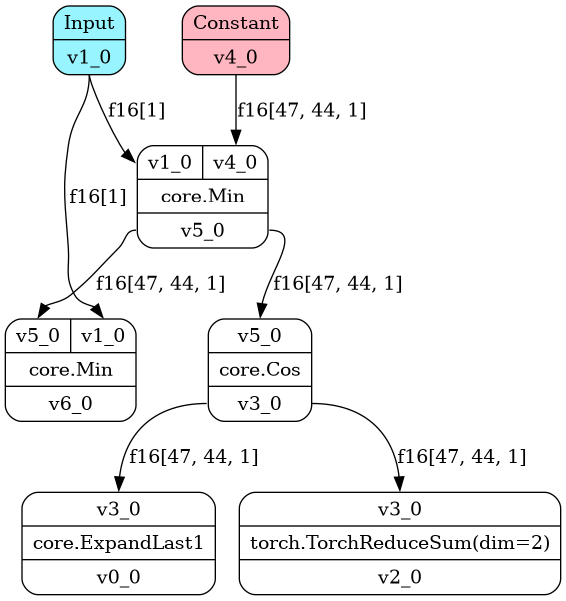 Input
v1_0
Constant
v4_0
f16[1]
f16[47, 44, 1]
v1_0
v4_0
core.Min
v5_0
f16[1]
f16[47, 44, 1]
f16[47, 44, 1]
v5_0
v1_0
core.Min
v6_0
v5_0
core.Cos
v3_0
f16[47, 44, 1]
f16[47, 44, 1]
v3_0
core.ExpandLast1
v0_0
v3_0
torch.TorchReduceSum(dim=2)
v2_0